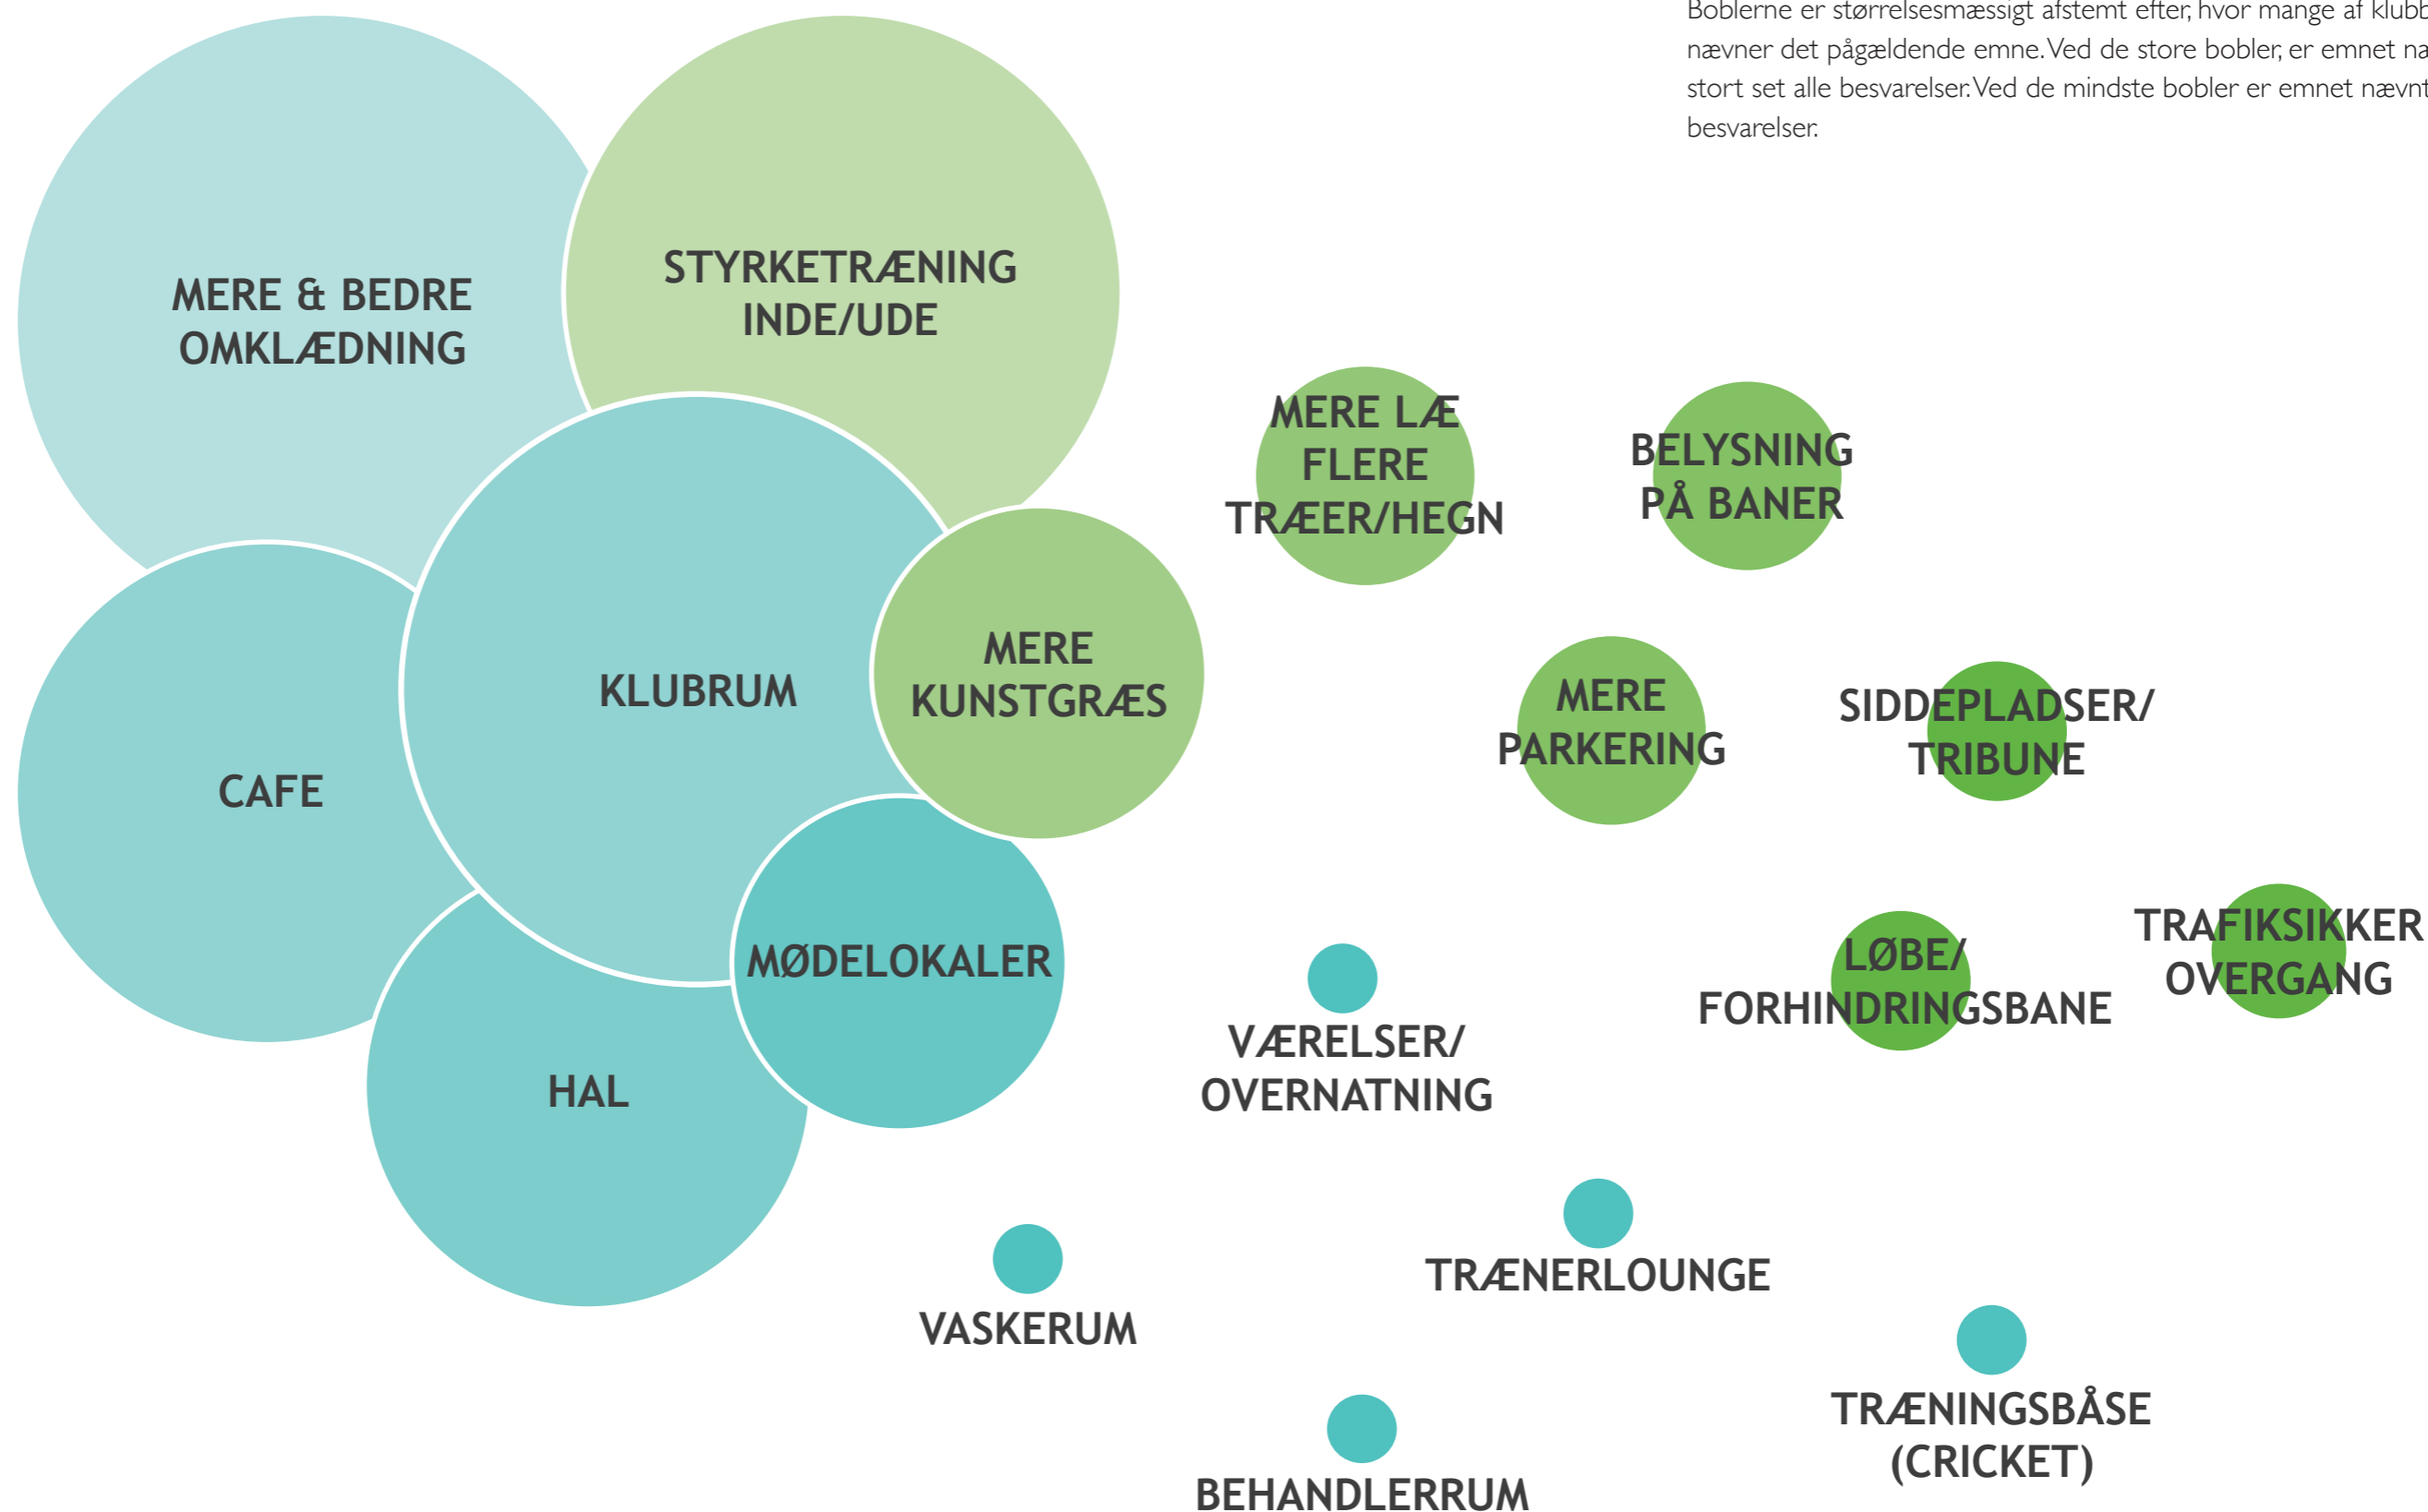 Boblerne er størrelsesmæssigt afstemt efter, hvor mange af
nævner det pågældende emne. Ved de store bobler, er emnet
stort set alle besvarelser. Ved de mindste bobler er emnet nævnt
besvarelser.
MERE & BEDRE
OMKLÆDNING
STYRKETRÆNING
INDE/UDE
MERE LÆ
FLERE
TRÆER/HEGN
BELYSNING
PÅ BANER
KLUBRUM
MERE
KUNSTGRÆS
MERE
PARKERING
SIDDEPLADSER/
TRIBUNE
CAFE
MØDELOKALER
HAL
VÆRELSER/
OVERNATNING
LØBE/
FORHINDRINGSBANE
TRAFIKSIKKER
OVERGANG
VASKERUM
TRÆNERLOUNGE
BEHANDLERRUM
TRÆNINGSBÅSE
(CRICKET)